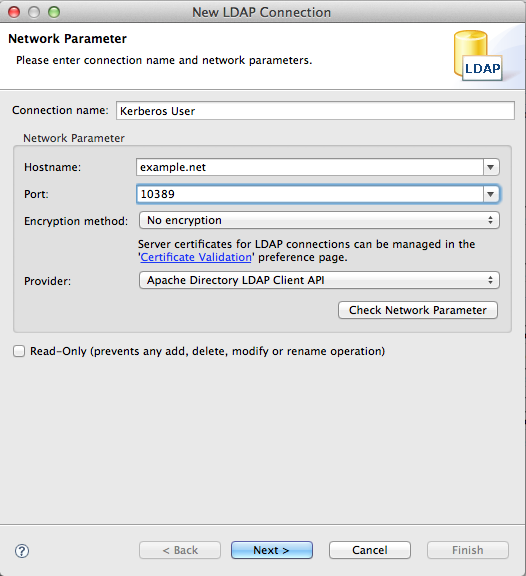 New LDAP Connection
Network Parameter
Please enter connection name and network parameters.
LDAP
Connection name: Kerberos User
Network Parameter
Hostname: example.net
Port: 10389
Encryption method: No encryption
Server certificates for LDAP connections can be managed in the
'Certificate Validation' preference page.
Provider: Apache Directory LDAP Client API
Check Network Parameter
Read-Only (prevents any add, delete, modify or rename operation)
? < Back Next > Cancel Finish